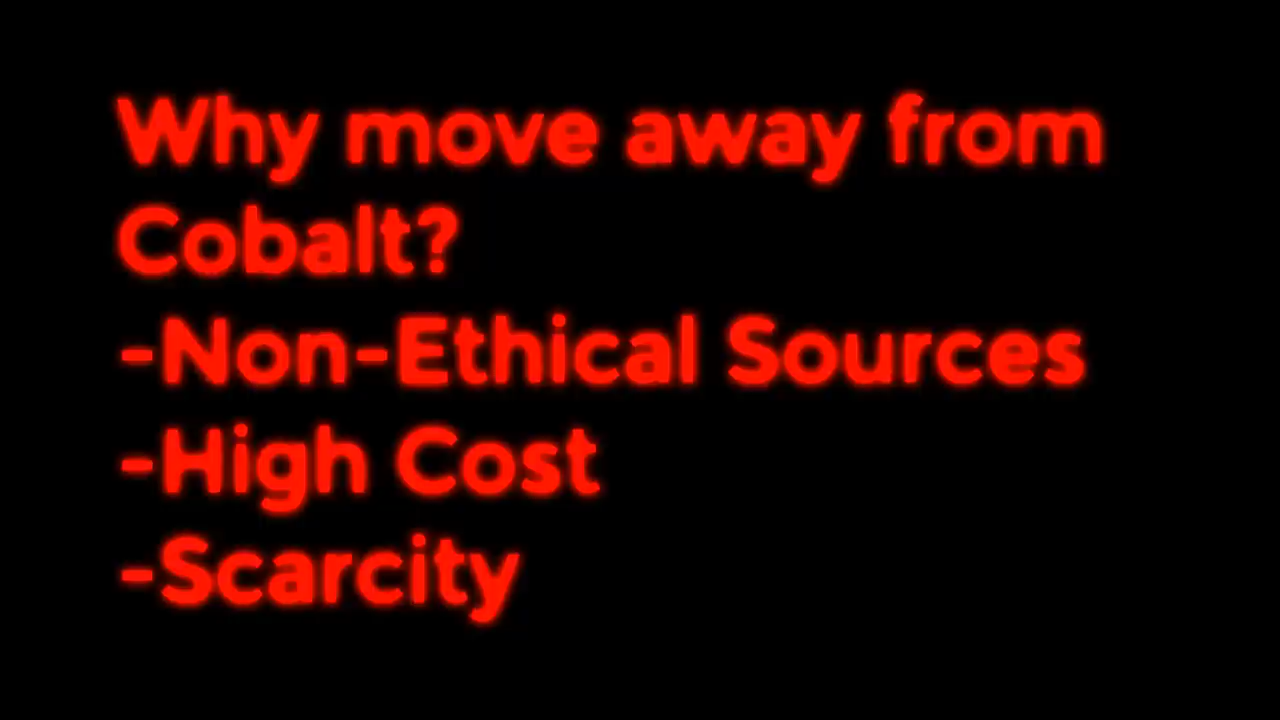 Why move away from
Cobalt?
-Non-Ethical Sources
-High Cost
-Scarcity